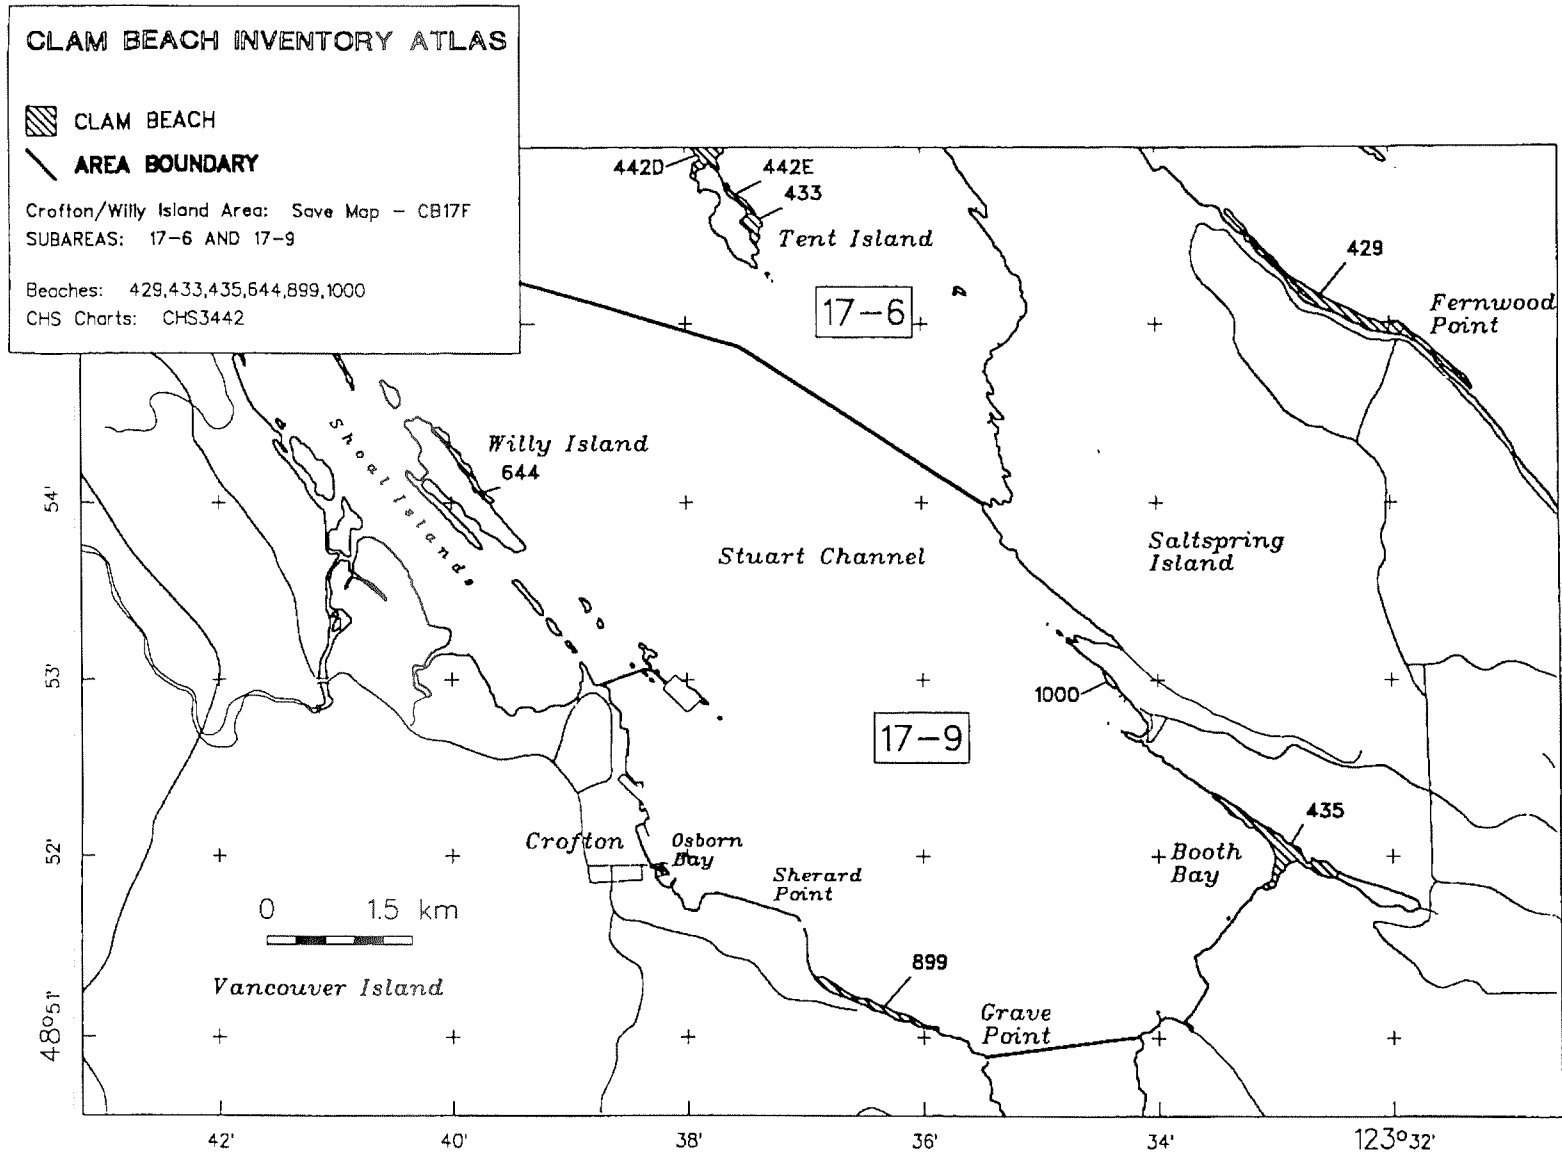 CLAM BEACH INVENTORY ATLAS
CLAM BEACH
AREA BOUNDARY
Crofton/Willy Island Area: Save Map - CB17F
SUBAREAS: 17-6 AND 17-9
Beaches: 429,433,435,644,899,1000
CHS Charts: CHS3442
442D
442E
433
Tent Island
429
17-6
Fernwood
Point
Shoal Islands
Willy Island
644
54'
Stuart Channel
Saltspring
Island
53'
1000
17-9
435
52'
Crofton
Osborn
Bay
Booth
Bay
Sherard
Point
0 1.5 km
899
Vancouver Island
Grave
Point
48°51'
42' 40' 38' 36' 34' 123°32'